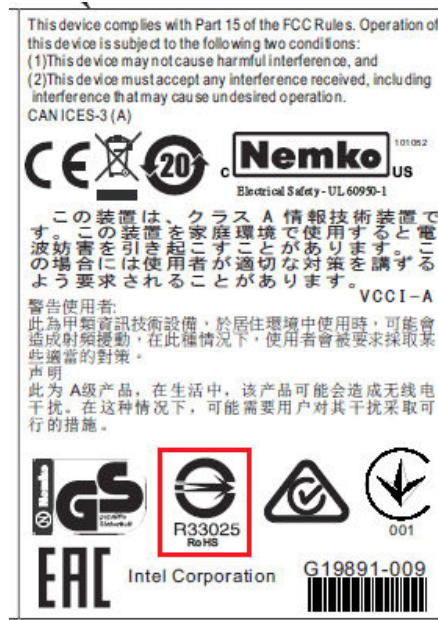 This device complies with Part 15 of the FCC Rules. Operation of
this device is subject to the following two conditions:
(1)This device may not cause harmful interference, and
(2)This device must accept any interference received, including
interference that may cause undesired operation.
CAN ICES-3 (A)
CE 20 c Nemko US 101052
Electrical Safety - UL 60950-1
この装置は、クラス A 情報技術装置で
す。この装置を家庭環境で使用すると電
波妨害を引き起こすことがあります。こ
の場合には使用者が適切な対策を講ずる
よう要求されることがあります。
VCCI-A
警告使用者:
此為甲類資訊技術設備，於居住環境中使用時，可能會
造成射頻擾動，在此種情況下，使用者會被要求採取某
些適當的對策。
声明
此为 A级产品，在生活中，该产品可能会造成无线电
干扰。在这种情况下，可能需要用户对其干扰采取可
行的措施。
Nemko GS
geprüfte
Sicherheit
R33025
RoHS
001
EAC Intel Corporation G19891-009